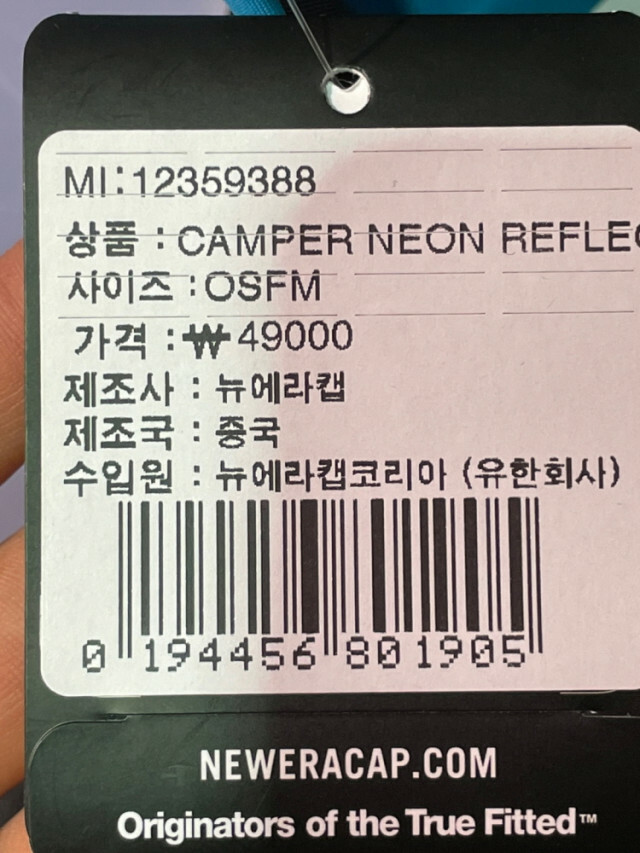 MI:12359388
상품 : CAMPER NEON REFLEC
사이즈 : OSFM
가격 : ₩49000
제조사 : 뉴에라캡
제조국 : 중국
수입원 : 뉴에라캡코리아 (유한회사)
0 194456 801905
NEWERACAP.COM
Originators of the True Fitted™